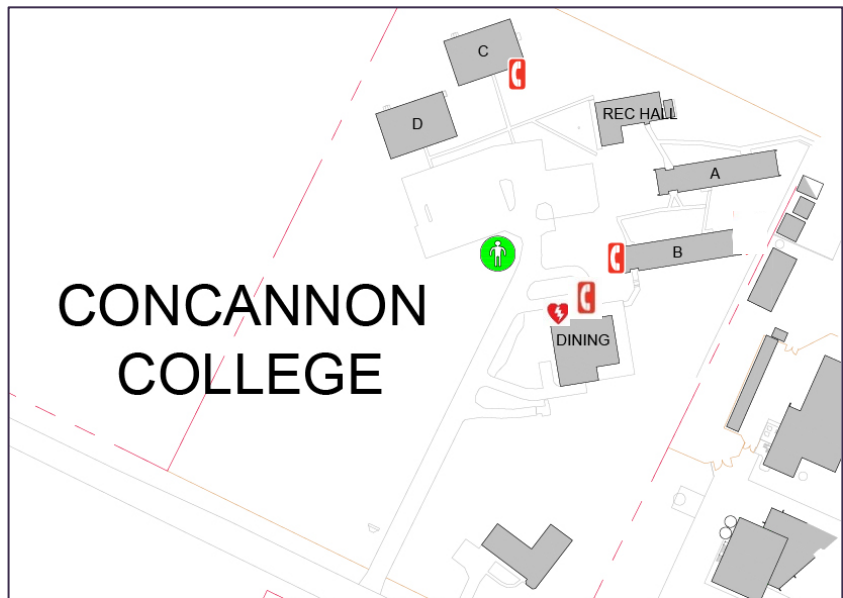 C
D
REC HALL
A
B
CONCANNON
COLLEGE
DINING